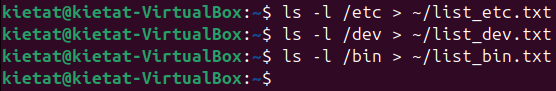 kietat@kietat-VirtualBox:~$ ls -l /etc > ~/list_etc.txt
kietat@kietat-VirtualBox:~$ ls -l /dev > ~/list_dev.txt
kietat@kietat-VirtualBox:~$ ls -l /bin > ~/list_bin.txt
kietat@kietat-VirtualBox:~$